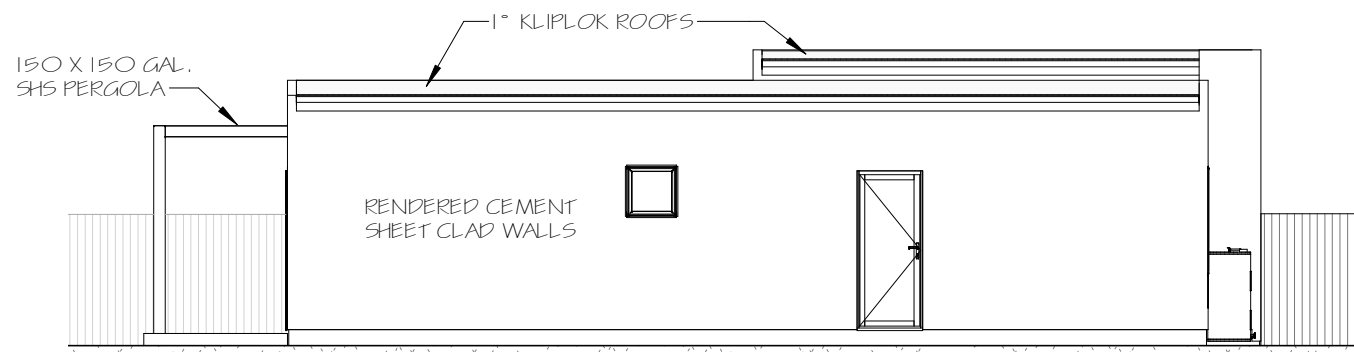 1° KLIPLOK ROOFS
150 X 150 GAL.
SHS PERGOLA
RENDERED CEMENT
SHEET CLAD WALLS